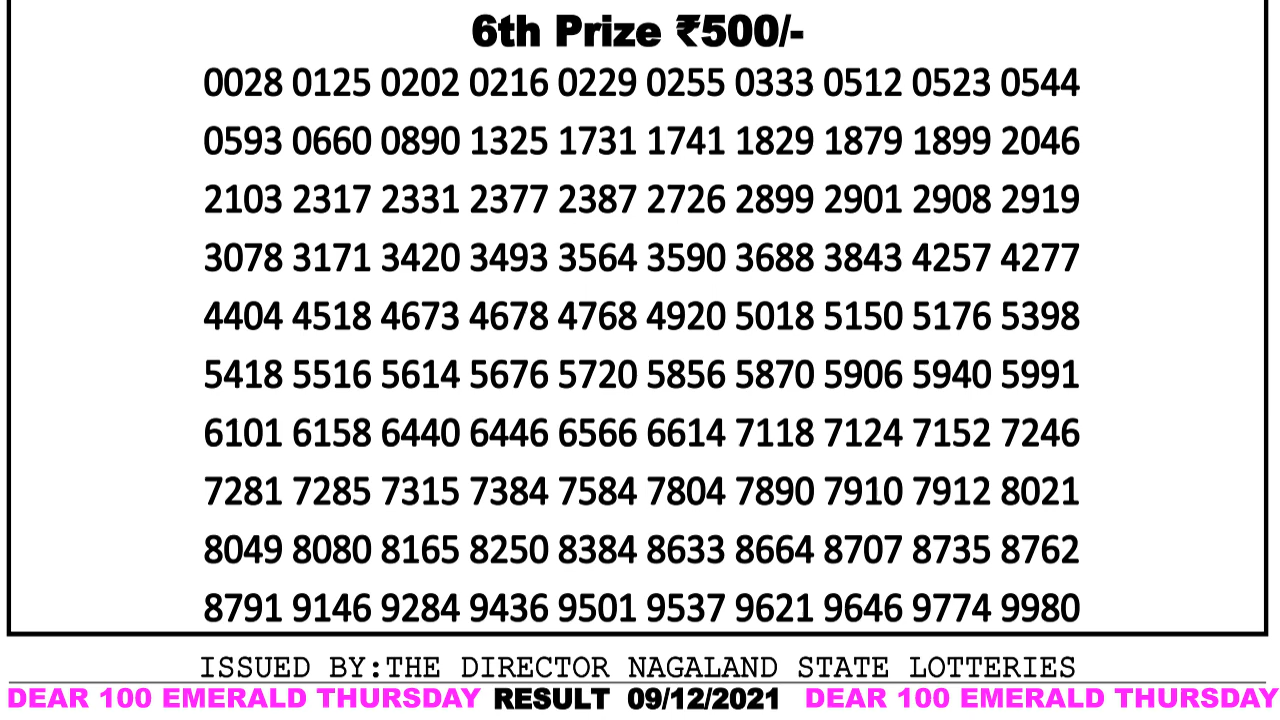 6th Prize ₹500/-
0028 0125 0202 0216 0229 0255 0333 0512 0523 0544
0593 0660 0890 1325 1731 1741 1829 1879 1899 2046
2103 2317 2331 2377 2387 2726 2899 2901 2908 2919
3078 3171 3420 3493 3564 3590 3688 3843 4257 4277
4404 4518 4673 4678 4768 4920 5018 5150 5176 5398
5418 5516 5614 5676 5720 5856 5870 5906 5940 5991
6101 6158 6440 6446 6566 6614 7118 7124 7152 7246
7281 7285 7315 7384 7584 7804 7890 7910 7912 8021
8049 8080 8165 8250 8384 8633 8664 8707 8735 8762
8791 9146 9284 9436 9501 9537 9621 9646 9774 9980
ISSUED BY:THE DIRECTOR NAGALAND STATE LOTTERIES
DEAR 100 EMERALD THURSDAY RESULT 09/12/2021 DEAR 100 EMERALD THURSDAY